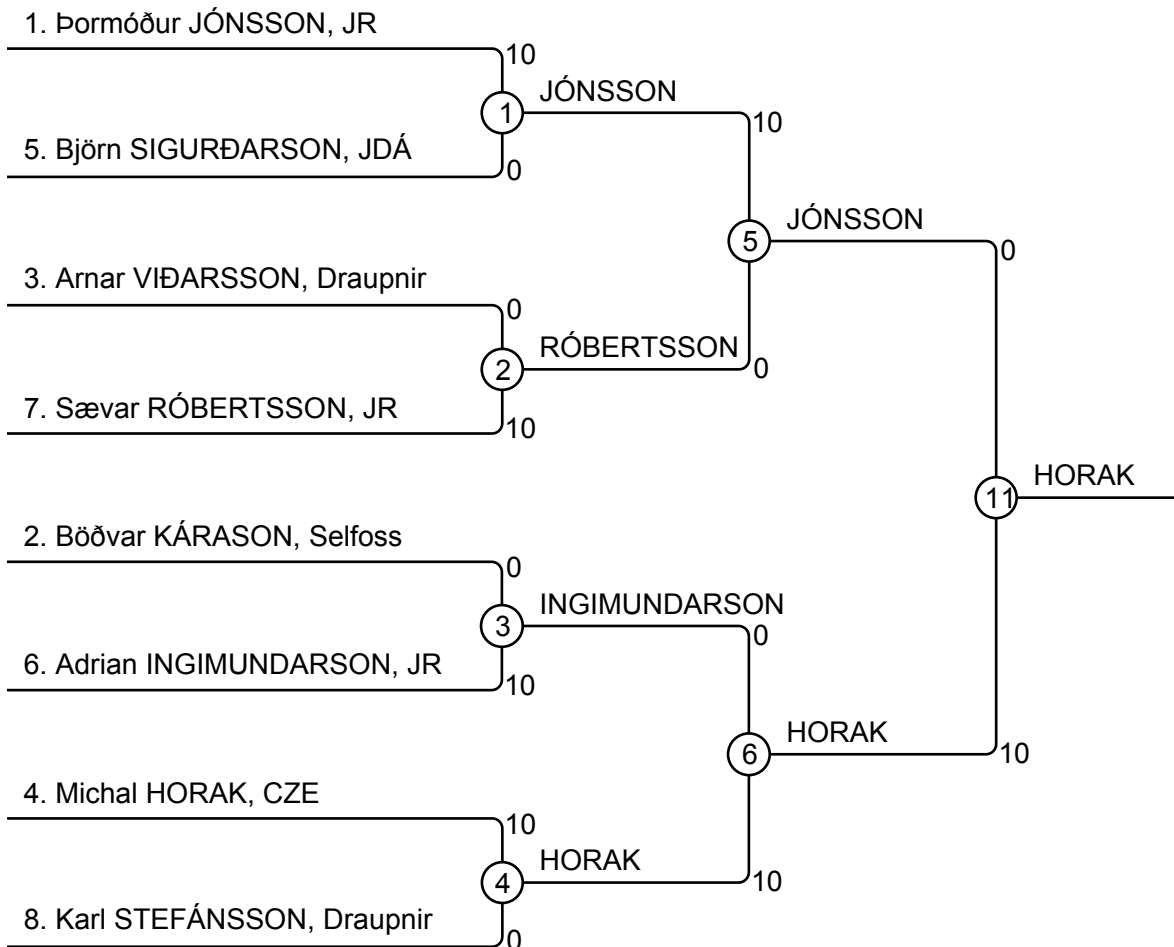 1. Þormóður JÓNSSON, JR
10
JÓNSSON
1
10
5. Björn SIGURÐARSON, JDÁ
0
JÓNSSON
5
0
3. Arnar VIÐARSSON, Draupnir
0
RÓBERTSSON
2
0
7. Sævar RÓBERTSSON, JR
10
HORAK
11
2. Böðvar KÁRASON, Selfoss
0
INGIMUNDARSON
3
0
6. Adrian INGIMUNDARSON, JR
10
HORAK
6
10
4. Michal HORAK, CZE
10
HORAK
4
10
8. Karl STEFÁNSSON, Draupnir
0